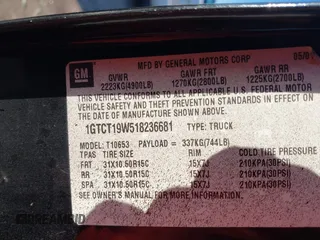 MFD BY GENERAL MOTORS CORP
GM
GVWR GAWR FRT GAWR RR
2223KG(4900LB) 1270KG(2800LB) 1225KG(2700LB)
THIS VEHICLE CONFORMS TO ALL APPLICABLE U.S. FEDERAL MOTOR
VEHICLE SAFETY AND THEFT PREVENTION STANDARDS IN EFFECT
ON THE DATE OF MANUFACTURE SHOWN ABOVE.
1GTCT19W518236681 TYPE: TRUCK
MODEL: T10653 PAYLOAD = 337KG(744LB)
TIRE SIZE RIM COLD TIRE PRESSURE
FRT 31X10.50R15C 15X7J 210KPA(30PSI)
RR 31X10.50R15C 15X7J 210KPA(30PSI)
SPA 31X10.50R15C 15X7J 210KPA(30PSI)
SEE OWNER'S MANUAL FOR MORE INFORMATION.
DREAMBID